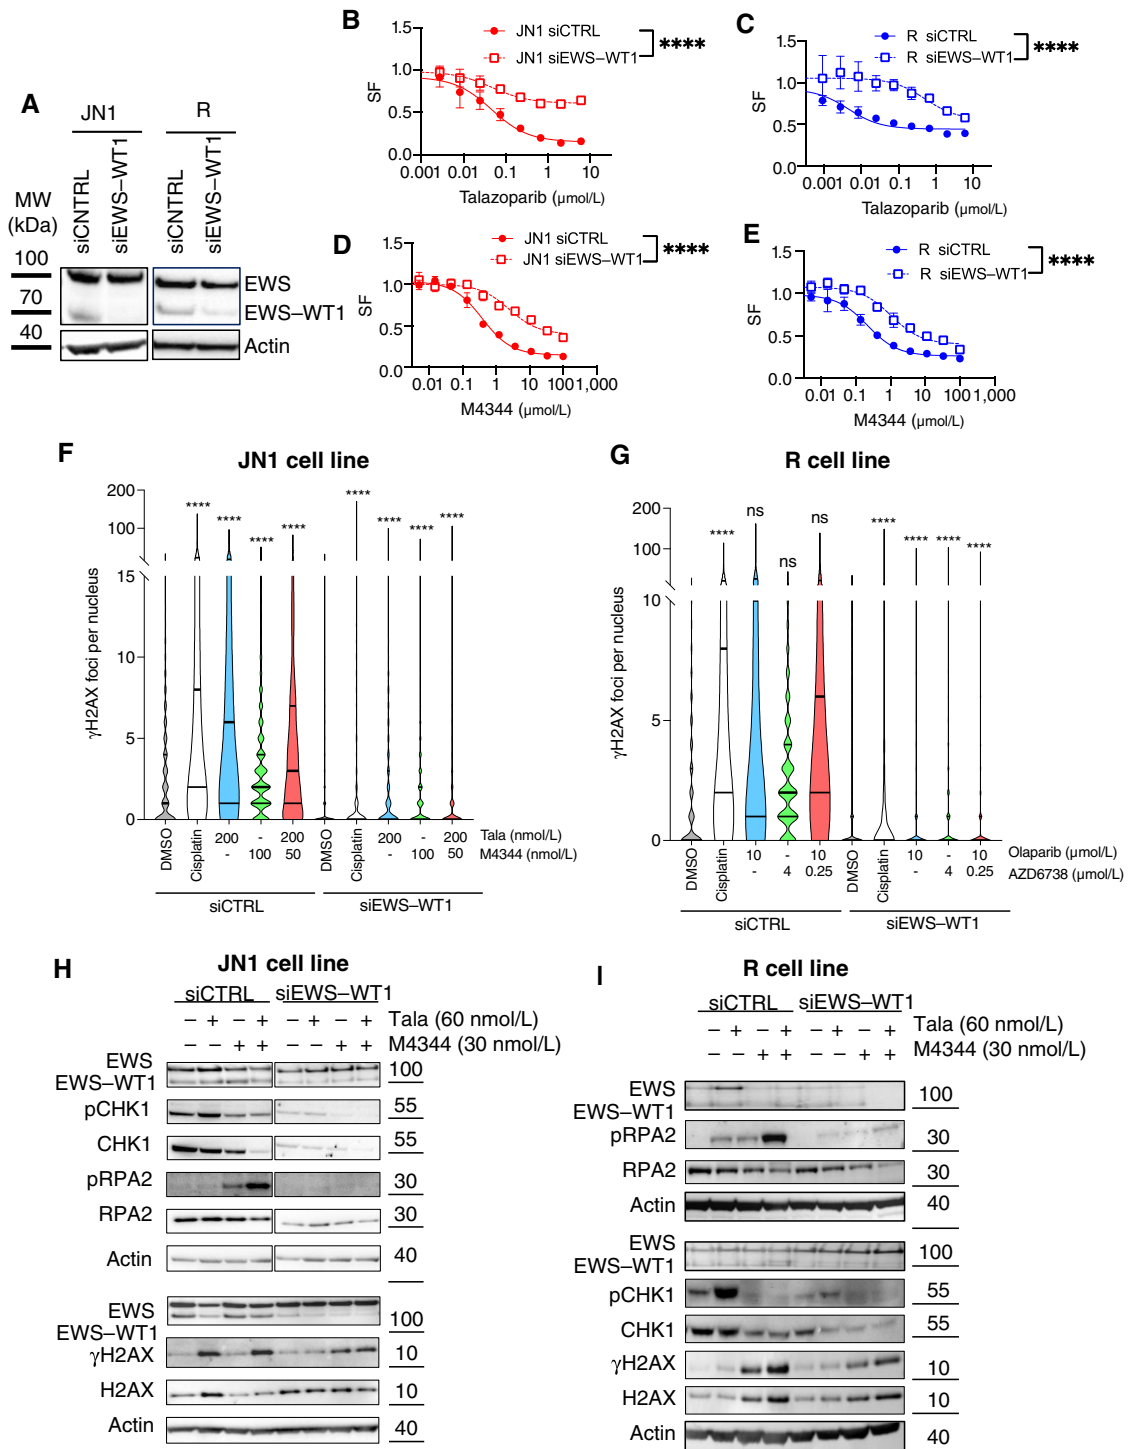 A
JN1
R
siCNTRL
siEWS–WT1
siCNTRL
siEWS–WT1
MW
(kDa)
100
70
40
EWS
EWS–WT1
Actin
B
JN1 siCTRL
JN1 siEWS–WT1
****
SF
1.5
1.0
0.5
0.0
0.001 0.01 0.1 1 10
Talazoparib (µmol/L)
C
R siCTRL
R siEWS–WT1
****
SF
1.5
1.0
0.5
0.0
0.001 0.01 0.1 1 10
Talazoparib (µmol/L)
D
JN1 siCTRL
JN1 siEWS–WT1
****
SF
1.5
1.0
0.5
0.0
0.01 0.1 1 10 100 1,000
M4344 (µmol/L)
E
R siCTRL
R siEWS–WT1
****
SF
1.5
1.0
0.5
0.0
0.01 0.1 1 10 100 1,000
M4344 (µmol/L)
F
JN1 cell line
γH2AX foci per nucleus
200
100
15
10
5
0
**** **** **** **** **** **** **** ****
DMSO Cisplatin 200 - 200 DMSO Cisplatin 200 - 200 Tala (nmol/L)
- 100 50 - 100 50 M4344 (nmol/L)
siCTRL siEWS–WT1
G
R cell line
γH2AX foci per nucleus
200
100
10
5
0
**** ns ns ns **** **** **** ****
DMSO Cisplatin 10 - 10 DMSO Cisplatin 10 - 10 Olaparib (µmol/L)
- 4 0.25 - 4 0.25 AZD6738 (µmol/L)
siCTRL siEWS–WT1
H
JN1 cell line
siCTRL siEWS–WT1
– + – + – + – + Tala (60 nmol/L)
– – + + – – + + M4344 (30 nmol/L)
EWS 100
EWS–WT1
pCHK1 55
CHK1 55
pRPA2 30
RPA2 30
Actin 40
EWS 100
EWS–WT1
γH2AX 10
H2AX 10
Actin 40
I
R cell line
siCTRL siEWS–WT1
– + – + – + – + Tala (60 nmol/L)
– – + + – – + + M4344 (30 nmol/L)
EWS 100
EWS–WT1
pRPA2 30
RPA2 30
Actin 40
EWS 100
EWS–WT1
pCHK1 55
CHK1 55
γH2AX 10
H2AX 10
Actin 40